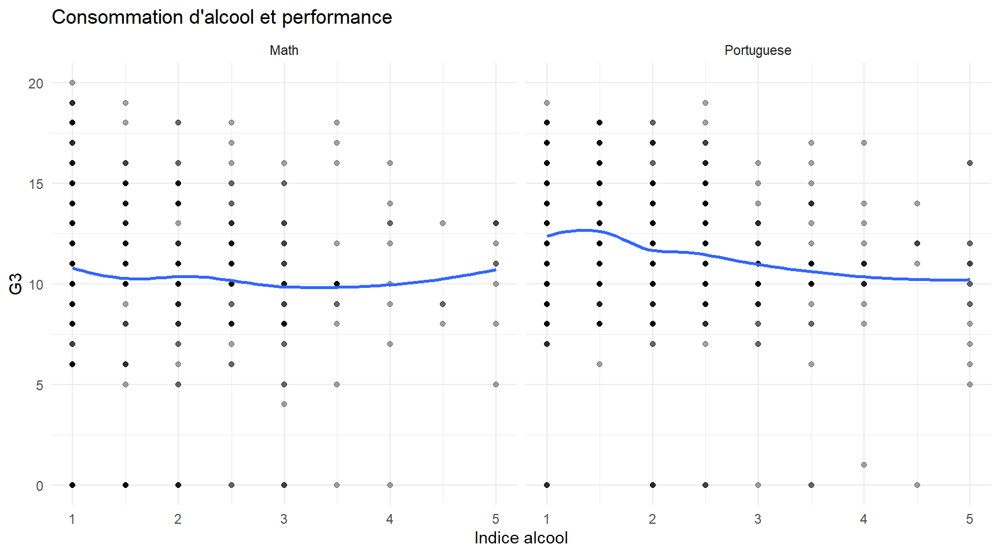 Consommation d'alcool et performance
Math
Portuguese
20
15
10
5
0
G3
1 2 3 4 5
1 2 3 4 5
Indice alcool